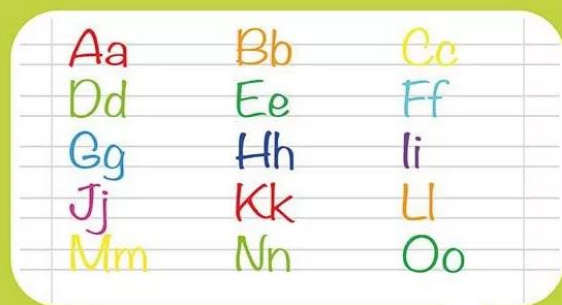 Aa Bb Cc
Dd Ee Ff
Gg Hh Ii
Jj Kk Ll
Mm Nn Oo